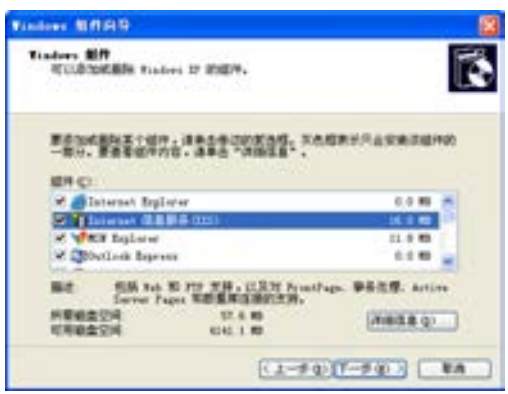 Windows 组件向导
Windows 组件
可以添加或删除 Windows XP 的组件。
要添加或删除某个组件，请单击旁边的复选框。灰色框表示只会安装该组件的
一部分。要查看组件内容，请单击“详细信息”。
组件(C):
Internet Explorer 0.0 MB
Internet 信息服务(IIS) 16.0 MB
MSN Explorer 11.8 MB
Outlook Express 0.0 MB
描述: 包括 Web 和 FTP 支持，以及对 FrontPage、事务处理、Active
Server Pages 和数据库连接的支持。
所需磁盘空间 57.6 MB
可用磁盘空间 6241.1 MB
详细信息(D)...
<上一步(B) 下一步(N)> 取消